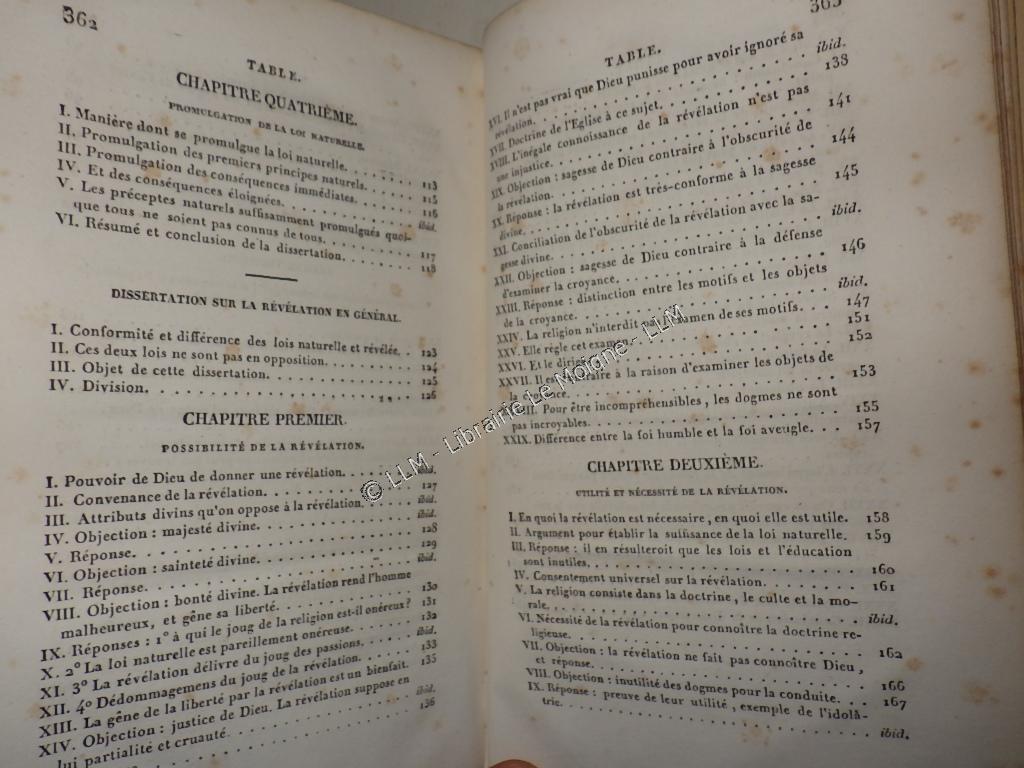 362
TABLE.
CHAPITRE QUATRIÈME.
PROMULGATION DE LA LOI NATURELLE.
I. Manière dont se promulgue la loi naturelle. 113
II. Promulgation des premiers principes naturels. 115
III. Promulgation des conséquences immédiates. 116
IV. Et des conséquences éloignées. ibid.
V. Les préceptes naturels suffisamment promulgués quoi-
que tous ne soient pas connus de tous. 117
VI. Résumé et conclusion de la dissertation. 118
DISSERTATION SUR LA RÉVÉLATION EN GÉNÉRAL.
I. Conformité et différence des lois naturelle et révélée. 123
II. Ces deux lois ne sont pas en opposition. 124
III. Objet de cette dissertation. 125
IV. Division. 126
CHAPITRE PREMIER.
POSSIBILITÉ DE LA RÉVÉLATION.
I. Pouvoir de Dieu de donner une révélation. ibid.
II. Convenance de la révélation. 127
III. Attributs divins qu'on oppose à la révélation. ibid.
IV. Objection : majesté divine. ibid.
V. Réponse. 128
VI. Objection : sainteté divine. 129
VII. Réponse. ibid.
VIII. Objection : bonté divine. La révélation rend l'homme
malheureux, et gêne sa liberté. 130
IX. Réponses : 1° à qui le joug de la religion est-il onéreux? 131
X. 2° La loi naturelle est pareillement onéreuse. 132
XI. 3° La révélation délivre du joug des passions. ibid.
XII. 4° Dédommagemens du joug de la révélation. 133
XIII. La gêne de la liberté par la révélation est un bienfait. 135
XIV. Objection : justice de Dieu. La révélation suppose en
lui partialité et cruauté. ibid.
136
TABLE.
XVI. Il n'est pas vrai que Dieu punisse pour avoir ignoré sa
révélation. ibid.
XVII. Doctrine de l'Eglise à ce sujet. 138
XVIII. L'inégale connoissance de la révélation n'est pas
une injustice. 141
XIX. Objection : sagesse de Dieu contraire à l'obscurité de
la révélation. 144
XX. Réponse : la révélation est très-conforme à la sagesse
divine. 145
XXI. Conciliation de l'obscurité de la révélation avec la sa-
gesse divine. ibid.
XXII. Objection : sagesse de Dieu contraire à la défense
d'examiner la croyance. 146
XXIII. Réponse : distinction entre les motifs et les objets
de la croyance. ibid.
XXIV. La religion n'interdit pas l'examen de ses motifs. 147
XXV. Elle règle cet examen. 151
XXVI. Et le dirige. 152
XXVII. Il est contraire à la raison d'examiner les objets de
la croyance. 153
XXVIII. Pour être incompréhensibles, les dogmes ne sont
pas incroyables. 155
XXIX. Différence entre la foi humble et la foi aveugle. 157
CHAPITRE DEUXIÈME.
UTILITÉ ET NÉCESSITÉ DE LA RÉVÉLATION.
I. En quoi la révélation est nécessaire, en quoi elle est utile. 158
II. Argument pour établir la suffisance de la loi naturelle. 159
III. Réponse : il en résulteroit que les lois et l'éducation
sont inutiles. 160
IV. Consentement universel sur la révélation. 161
V. La religion consiste dans la doctrine, le culte et la mo-
rale. ibid.
VI. Nécessité de la révélation pour connoître la doctrine re-
ligieuse. 162
VII. Objection : la révélation ne fait pas connoître Dieu,
et réponse. 166
VIII. Objection : inutilité des dogmes pour la conduite. 167
IX. Réponse : preuve de leur utilité, exemple de l'idolâ-
trie. ibid.
© LLM - Librairie Le Moigne - LLM